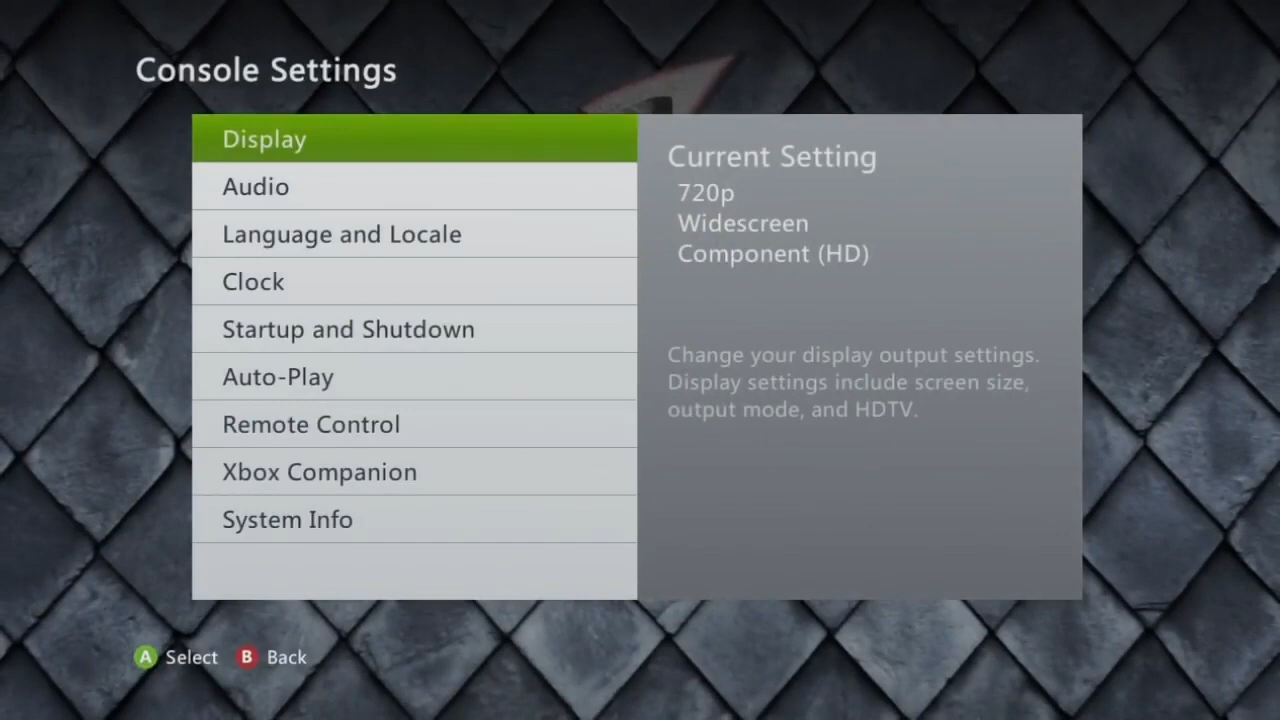 Console Settings
Display
Audio
Language and Locale
Clock
Startup and Shutdown
Auto-Play
Remote Control
Xbox Companion
System Info
Current Setting
720p
Widescreen
Component (HD)
Change your display output settings.
Display settings include screen size,
output mode, and HDTV.
A Select B Back